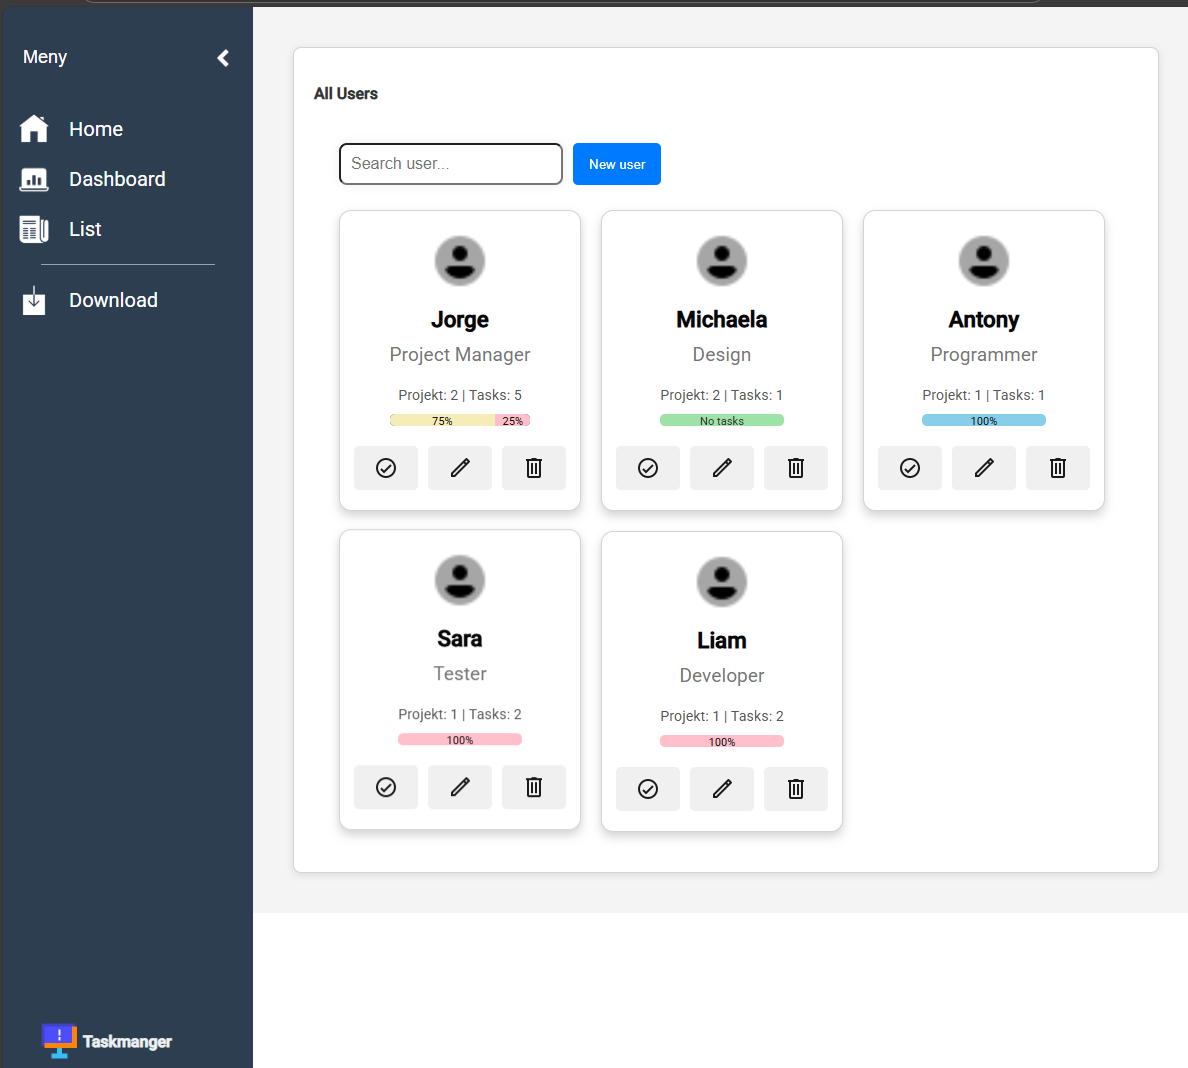 Meny
Home
Dashboard
List
Download
Taskmanger
All Users
Search user...
New user
Jorge
Project Manager
Projekt: 2 | Tasks: 5
75% 25%
Michaela
Design
Projekt: 2 | Tasks: 1
No tasks
Antony
Programmer
Projekt: 1 | Tasks: 1
100%
Sara
Tester
Projekt: 1 | Tasks: 2
100%
Liam
Developer
Projekt: 1 | Tasks: 2
100%